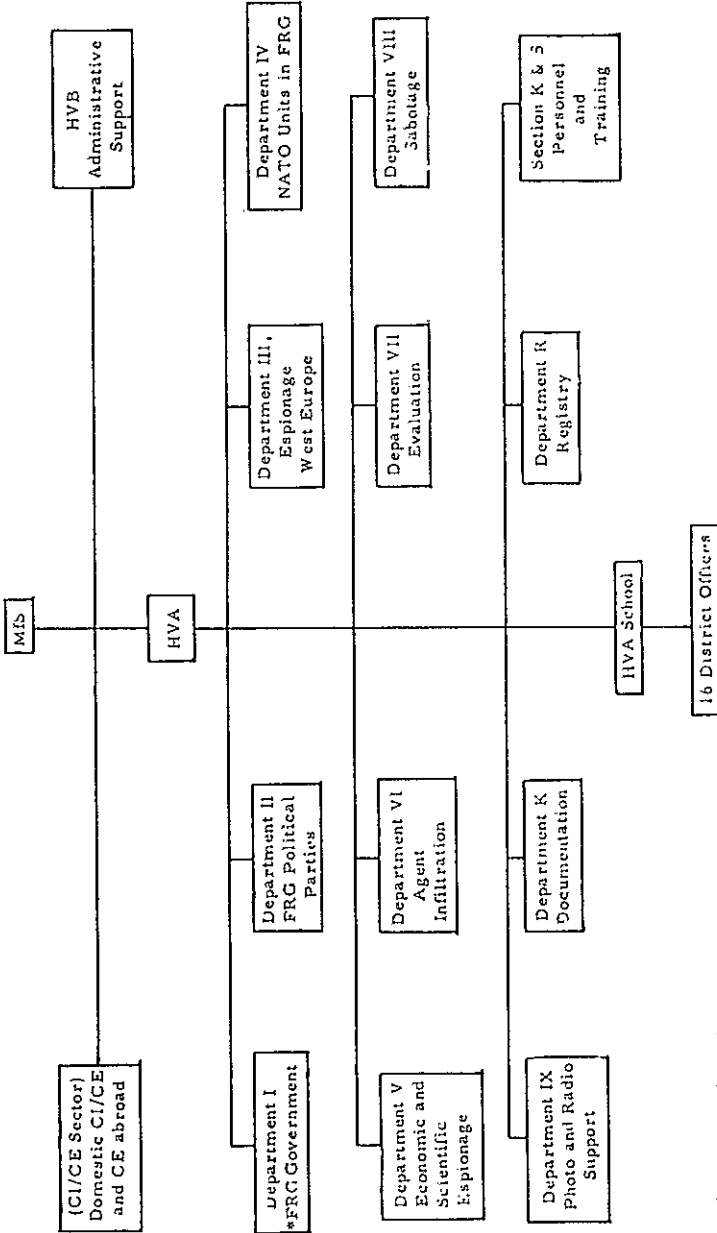 MfS
(CI/CE Sector)
Domestic CI/CE
and CE abroad
HVB
Administrative
Support
HVA
Department I
*FRG Government
Department II
FRG Political
Parties
Department III,
Espionage
West Europe
Department IV
NATO Units in FRG
Department V
Economic and
Scientific
Espionage
Department VI
Agent
Infiltration
Department VII
Evaluation
Department VIII
Sabotage
Department IX
Photo and Radio
Support
Department K
Documentation
Department R
Registry
Section K & S
Personnel
and
Training
HVA School
16 District Offices